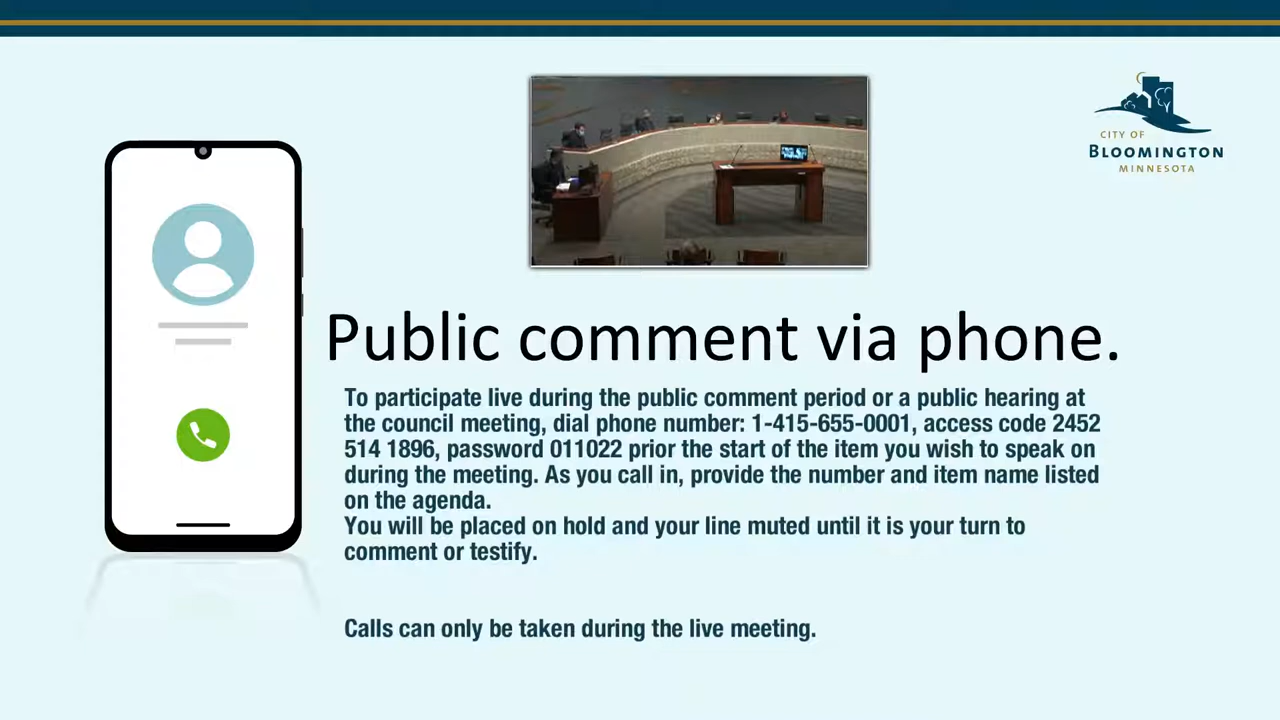 CITY OF
BLOOMINGTON
MINNESOTA
Public comment via phone.
To participate live during the public comment period or a public hearing at
the council meeting, dial phone number: 1-415-655-0001, access code 2452
514 1896, password 011022 prior the start of the item you wish to speak on
during the meeting. As you call in, provide the number and item name listed
on the agenda.
You will be placed on hold and your line muted until it is your turn to
comment or testify.
Calls can only be taken during the live meeting.